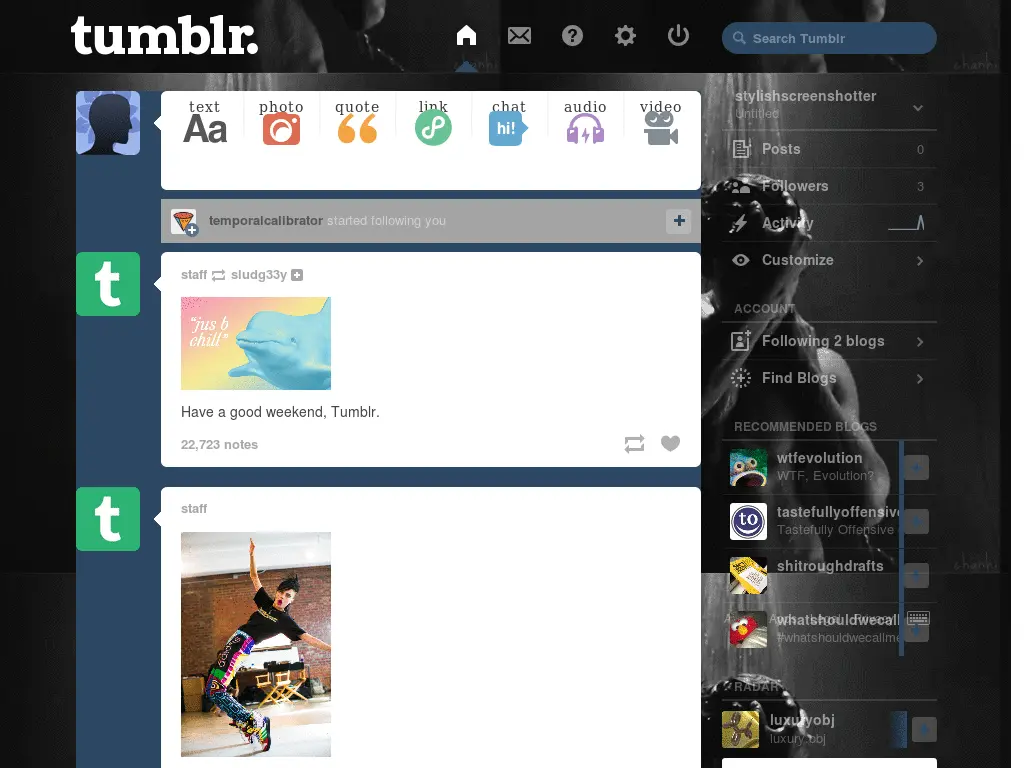 tumblr.
?
Search Tumblr
text photo quote link chat audio video
Aa
hi!
temporalcalibrator started following you
t
staff sludg33y
"jus b
chill"
Have a good weekend, Tumblr.
22,723 notes
t
staff
stylishscreenshotter
Untitled
Posts 0
Followers 3
Activity
Customize
ACCOUNT
Following 2 blogs
Find Blogs
RECOMMENDED BLOGS
wtfevolution
WTF, Evolution?
to
tastefullyoffensive
Tastefully Offensive
shitroughdrafts
whatshouldwecall
#whatshouldwecallme
RADAR
luxuryobj
luxury.obj